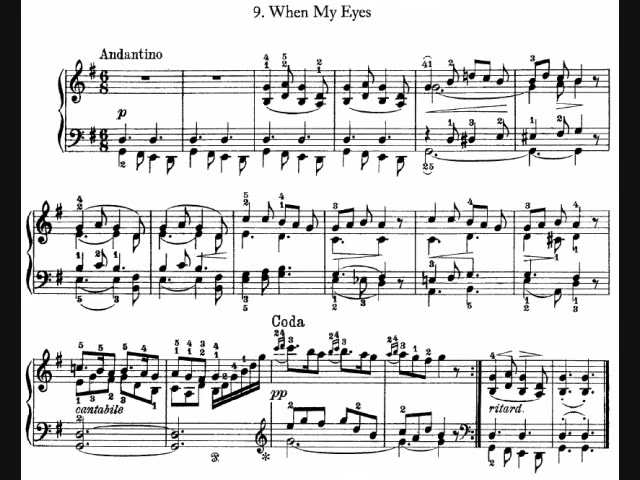 9. When My Eyes
Andantino
p
Coda
cantabile
pp
ritard.